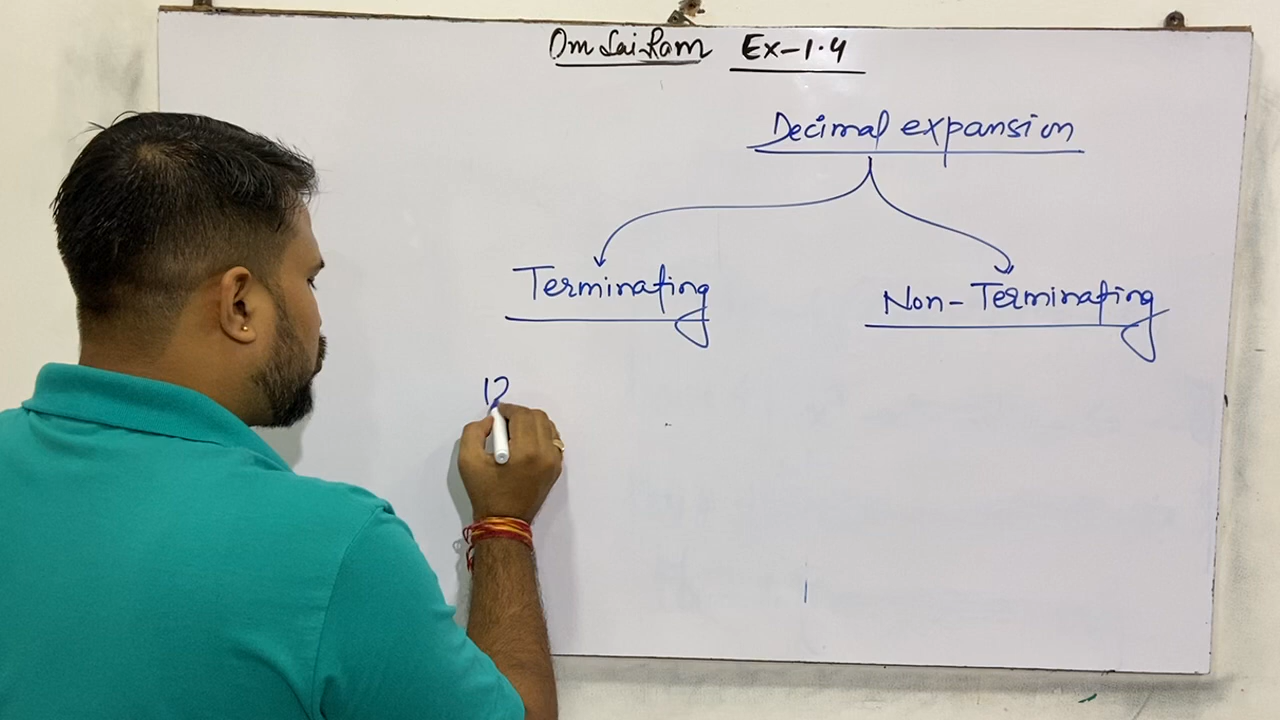 Om Sai Ram Ex-1.4
Decimal expansion
Terminating Non-Terminating
12